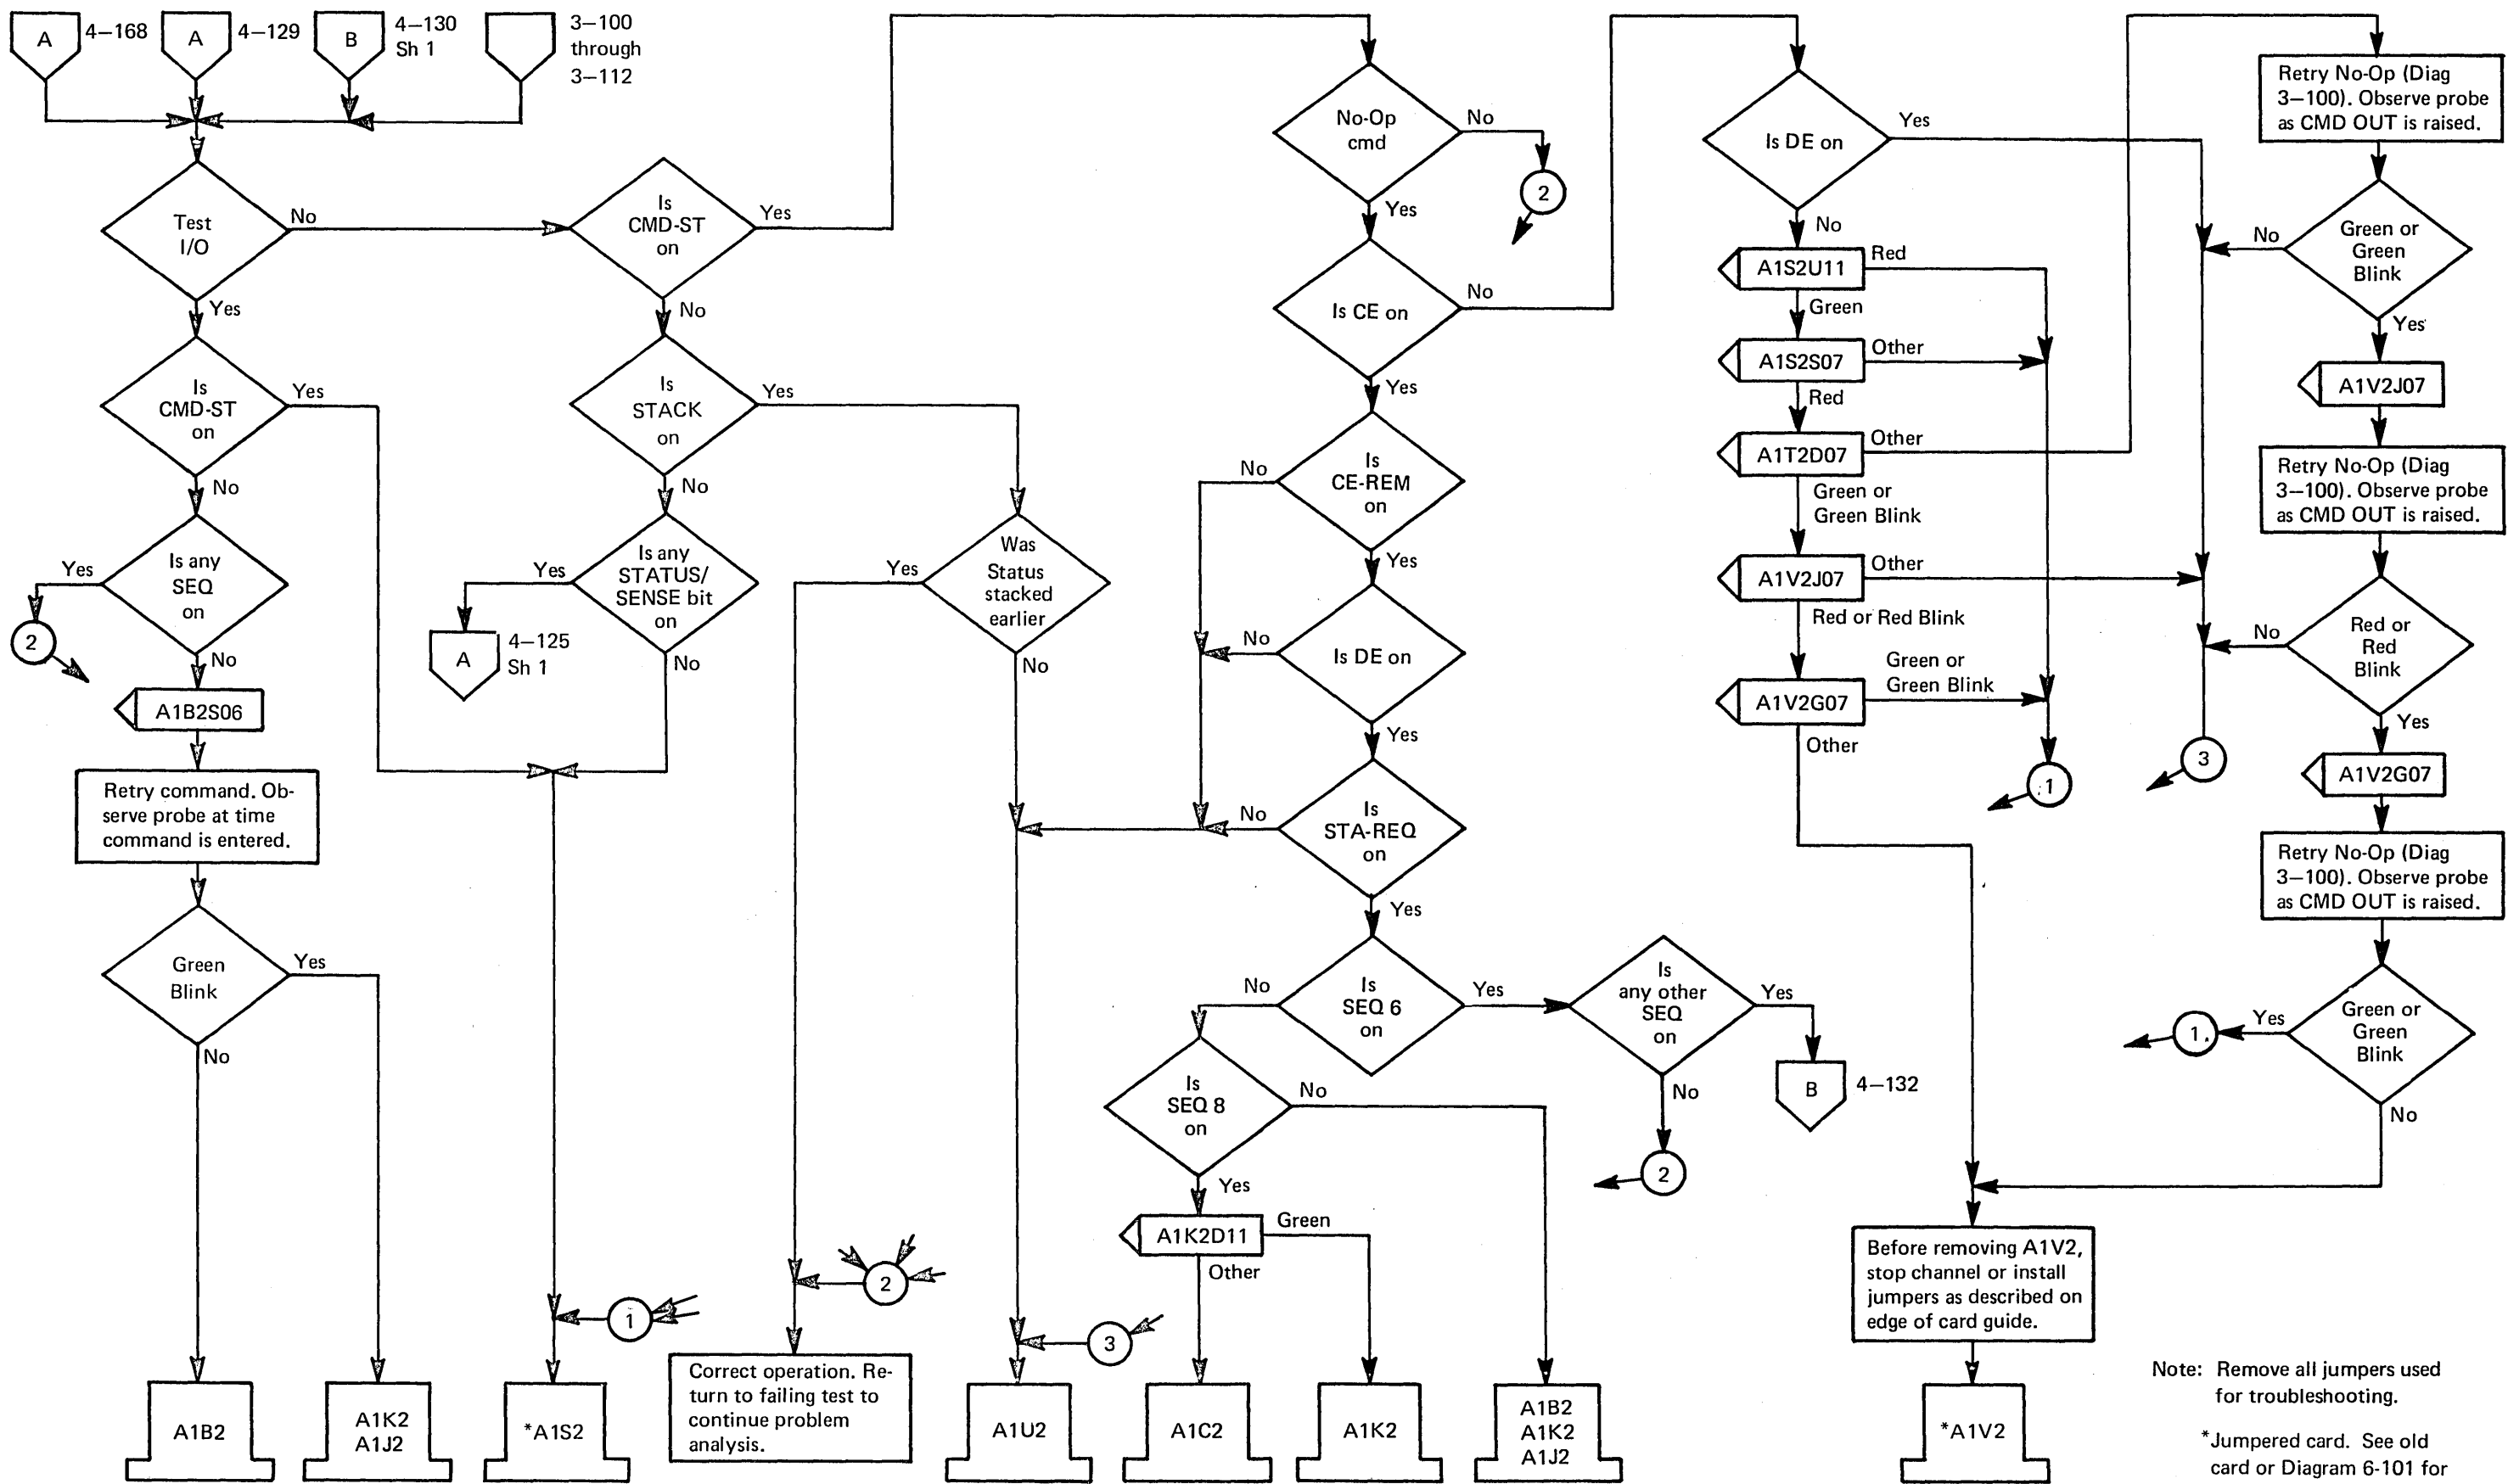 A
4–168
A
4–129
B
4–130
Sh 1
3–100
through
3–112
Test
I/O
No
Yes
Is
CMD-ST
on
Yes
No
Is any
SEQ
on
Yes
2
No
A1B2S06
Retry command. Ob-
serve probe at time
command is entered.
Green
Blink
Yes
No
A1B2
A1K2
A1J2
Is
CMD-ST
on
Yes
No
Is
STACK
on
Yes
No
Is any
STATUS/
SENSE bit
on
Yes
A
4–125
Sh 1
No
1
*A1S2
Was
Status
stacked
earlier
Yes
No
2
Correct operation. Re-
turn to failing test to
continue problem
analysis.
3
A1U2
No-Op
cmd
No
2
Yes
Is CE on
No
Yes
Is
CE-REM
on
No
Yes
Is DE on
No
Yes
Is
STA-REQ
on
No
Yes
Is
SEQ 6
on
No
Yes
Is
any other
SEQ
on
Yes
B
4–132
No
2
Is
SEQ 8
on
No
Yes
A1K2D11
Green
Other
A1C2
A1K2
A1B2
A1K2
A1J2
Is DE on
Yes
No
A1S2U11
Red
Green
A1S2S07
Other
Red
A1T2D07
Other
Green or
Green Blink
A1V2J07
Other
Red or Red Blink
A1V2G07
Green or
Green Blink
Other
1
3
Retry No-Op (Diag
3–100). Observe probe
as CMD OUT is raised.
Green or
Green
Blink
No
Yes
A1V2J07
Retry No-Op (Diag
3–100). Observe probe
as CMD OUT is raised.
Red or
Red
Blink
No
Yes
A1V2G07
Retry No-Op (Diag
3–100). Observe probe
as CMD OUT is raised.
Green or
Green
Blink
Yes
1
No
Before removing A1V2,
stop channel or install
jumpers as described on
edge of card guide.
*A1V2
Note: Remove all jumpers used
for troubleshooting.
*Jumpered card. See old
card or Diagram 6-101 for